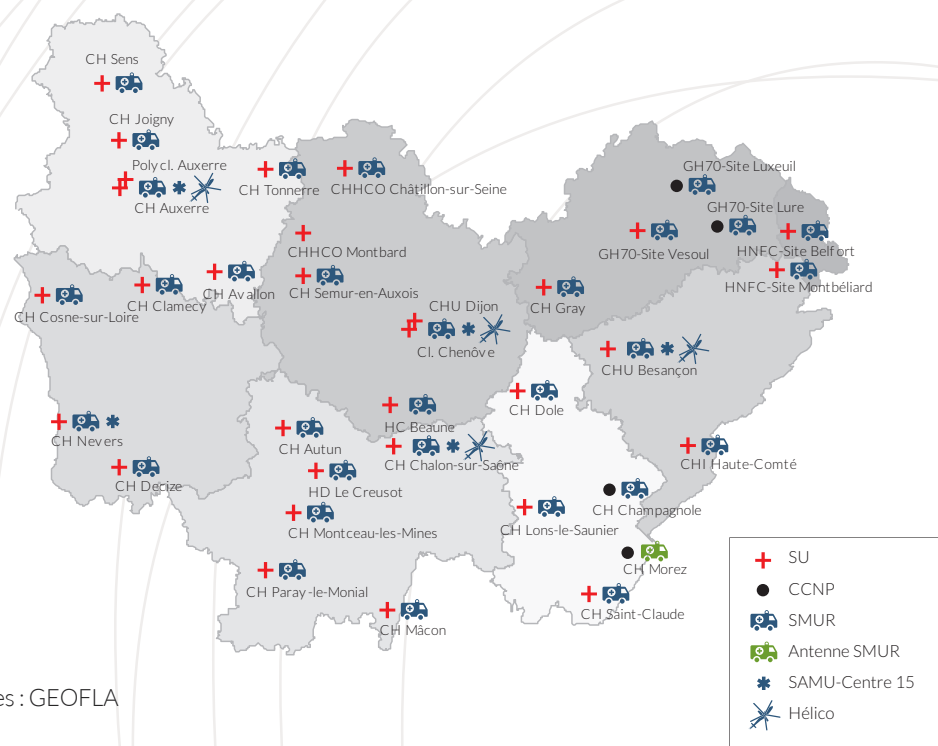 CH Sens
CH Joigny
Polycl. Auxerre
CH Auxerre
CH Tonnerre
CHHCO Châtillon-sur-Seine
GH70-Site Luxeuil
GH70-Site Lure
CHHCO Montbard
GH70-Site Vesoul
HNFC-Site Belfort
HNFC-Site Montbéliard
CH Avallon
CH Semur-en-Auxois
CH Clamecy
CH Cosne-sur-Loire
CH Gray
CHU Dijon
Cl. Chenôve
CHU Besançon
CH Dole
HC Beaune
CH Nevers
CH Autun
CH Chalon-sur-Saône
CHI Haute-Comté
CH Decize
HD Le Creusot
CH Champagnole
CH Lons-le-Saunier
CH Montceau-les-Mines
CH Morez
CH Paray-le-Monial
CH Saint-Claude
CH Mâcon
SU
CCNP
SMUR
Antenne SMUR
SAMU-Centre 15
Hélico
es : GEOFLA